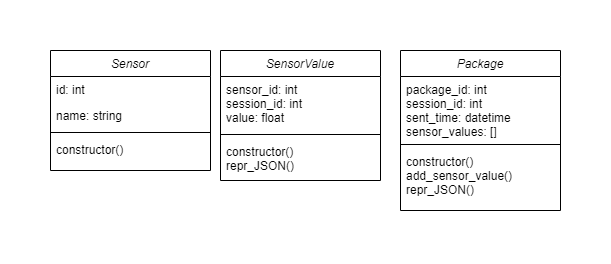 Sensor
id: int
name: string
constructor()
SensorValue
sensor_id: int
session_id: int
value: float
constructor()
repr_JSON()
Package
package_id: int
session_id: int
sent_time: datetime
sensor_values: []
constructor()
add_sensor_value()
repr_JSON()